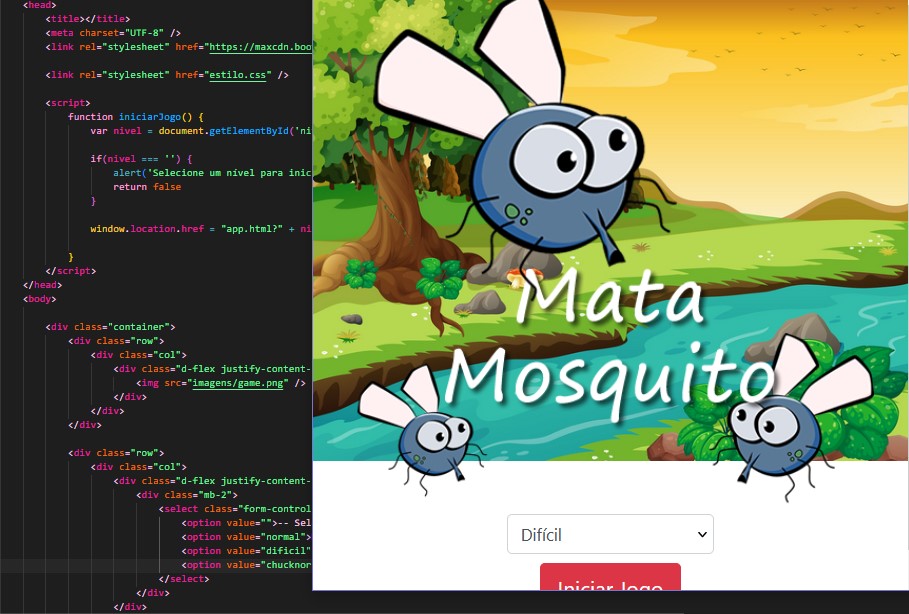 <head>
<title></title>
<meta charset="UTF-8" />
<link rel="stylesheet" href="https://maxcdn.boo
<link rel="stylesheet" href="estilo.css" />
<script>
function iniciarJogo() {
var nivel = document.getElementById('ni
if(nivel === '') {
alert('Selecione um nível para inic
return false
}
window.location.href = "app.html?" + ni
}
</script>
</head>
<body>
<div class="container">
<div class="row">
<div class="col">
<div class="d-flex justify-content-
<img src="imagens/game.png" />
</div>
</div>
</div>
<div class="row">
<div class="col">
<div class="d-flex justify-content-
<div class="mb-2">
<select class="form-control
<option value="">-- Sel
<option value="normal">
<option value="dificil"
<option value="chucknor
</select>
</div>
</div>
Mata
Mosquito
Difícil
Iniciar Jogo